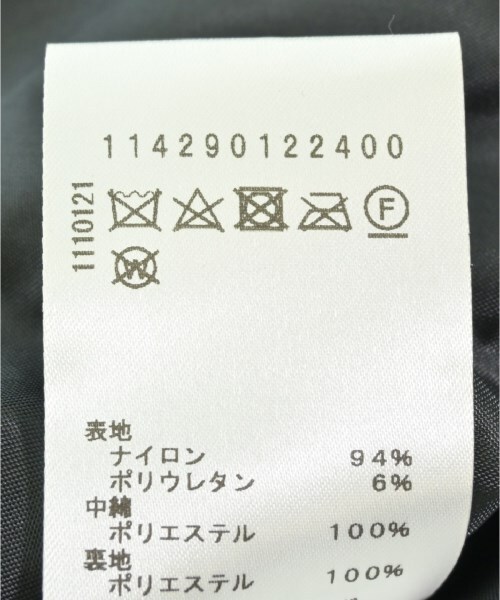 114290122400
1110121
F
W
表地
ナイロン 94%
ポリウレタン 6%
中綿
ポリエステル 100%
裏地
ポリエステル 100%